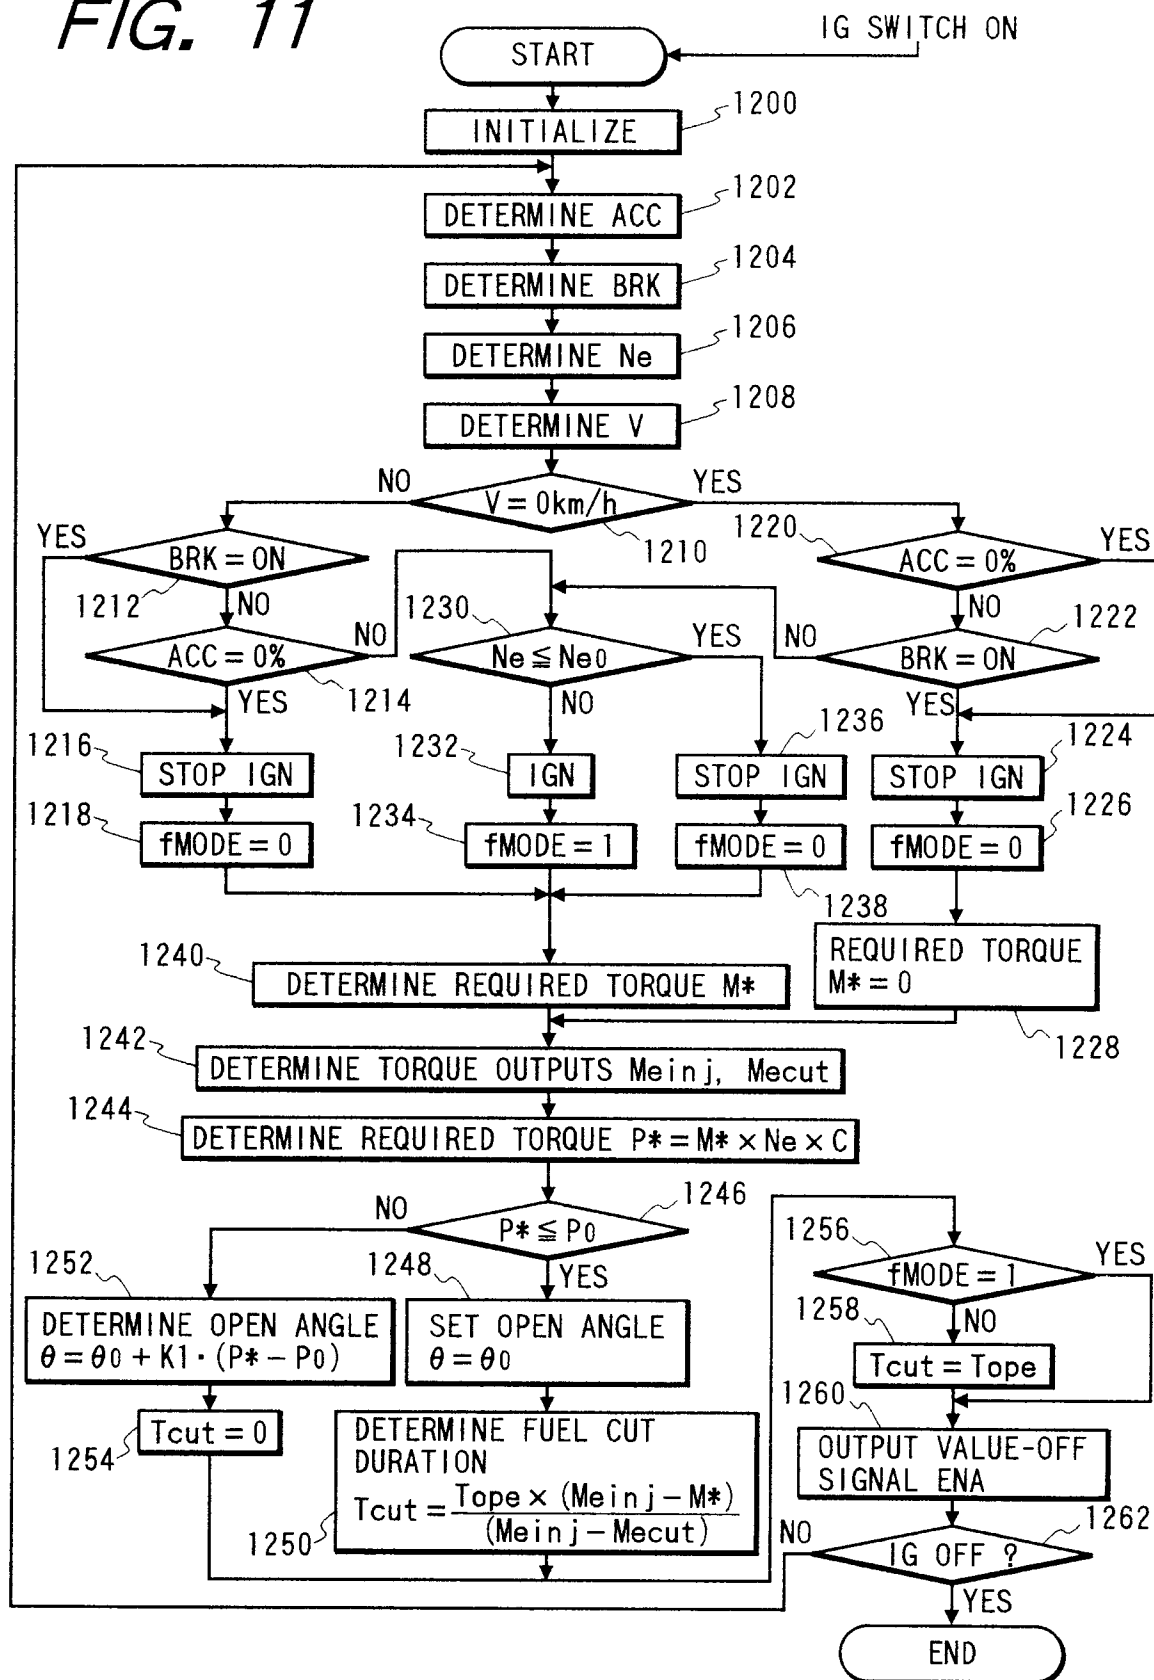 FIG. 11
IG SWITCH ON
START
1200
INITIALIZE
1202
DETERMINE ACC
1204
DETERMINE BRK
1206
DETERMINE Ne
1208
DETERMINE V
NO
V = 0km/h
YES
1210
YES
BRK = ON
1212
NO
1220
ACC = 0%
YES
NO
ACC = 0%
NO
1214
YES
1230
Ne ≦ Ne0
YES
NO
1222
NO
BRK = ON
YES
1216
STOP IGN
1232
IGN
1236
STOP IGN
1224
STOP IGN
1218
fMODE = 0
1234
fMODE = 1
fMODE = 0
1238
1226
fMODE = 0
REQUIRED TORQUE
M* = 0
1228
1240
DETERMINE REQUIRED TORQUE M*
1242
DETERMINE TORQUE OUTPUTS Meinj, Mecut
1244
DETERMINE REQUIRED TORQUE P* = M* × Ne × C
NO
P* ≦ P0
1246
YES
1252
DETERMINE OPEN ANGLE
θ = θ0 + K1·(P* − P0)
1248
SET OPEN ANGLE
θ = θ0
1254
Tcut = 0
DETERMINE FUEL CUT
DURATION
Tcut = Tope × (Meinj − M*)
(Meinj − Mecut)
1250
1256
fMODE = 1
YES
NO
1258
Tcut = Tope
1260
OUTPUT VALUE-OFF
SIGNAL ENA
NO
IG OFF ?
1262
YES
END